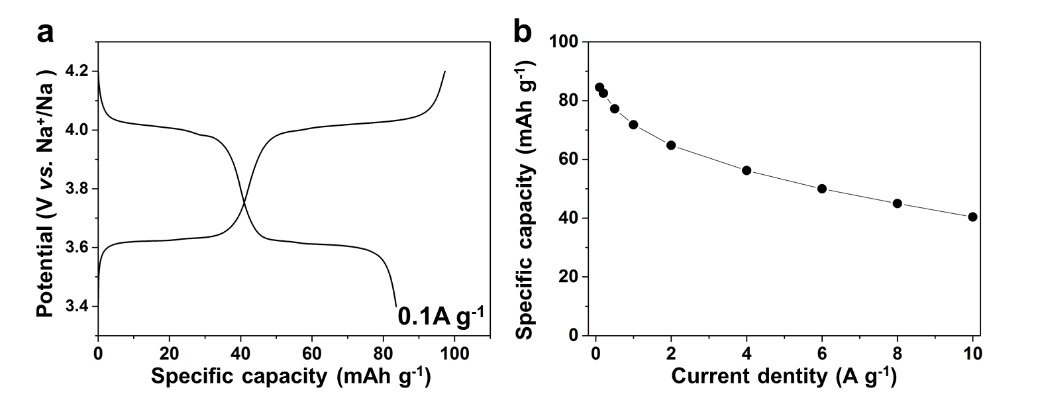 a
4.2
4.0
3.8
3.6
3.4
Potential (V vs. Na⁺/Na )
0.1A g⁻¹
0 20 40 60 80 100
Specific capacity (mAh g⁻¹)
b
100
80
60
40
20
0
Specific capacity (mAh g⁻¹)
0 2 4 6 8 10
Current dentity (A g⁻¹)